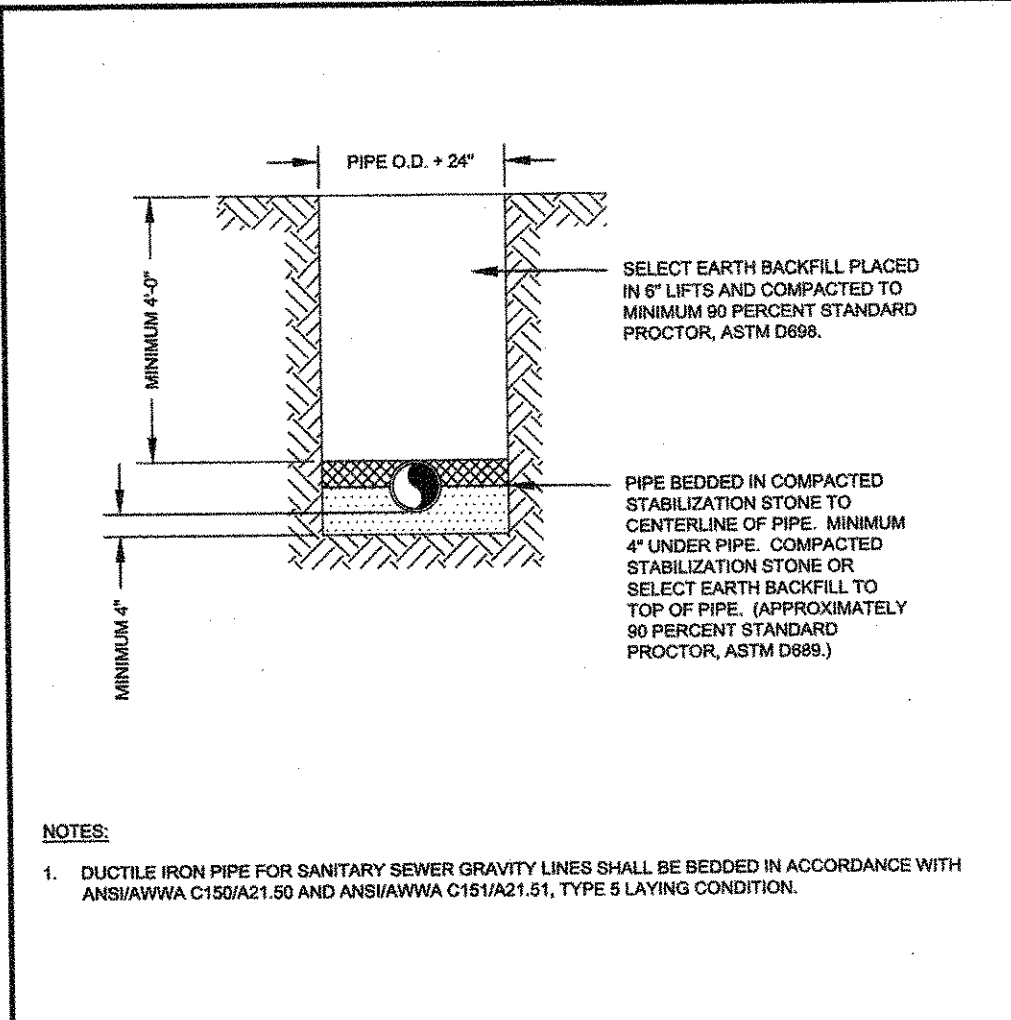 PIPE O.D. + 24"
MINIMUM 4'-0"
SELECT EARTH BACKFILL PLACED
IN 6" LIFTS AND COMPACTED TO
MINIMUM 90 PERCENT STANDARD
PROCTOR, ASTM D698.
PIPE BEDDED IN COMPACTED
STABILIZATION STONE TO
CENTERLINE OF PIPE. MINIMUM
4" UNDER PIPE. COMPACTED
STABILIZATION STONE OR
SELECT EARTH BACKFILL TO
TOP OF PIPE. (APPROXIMATELY
90 PERCENT STANDARD
PROCTOR, ASTM D689.)
MINIMUM 4"
NOTES:
1. DUCTILE IRON PIPE FOR SANITARY SEWER GRAVITY LINES SHALL BE BEDDED IN ACCORDANCE WITH
ANSI/AWWA C150/A21.50 AND ANSI/AWWA C151/A21.51, TYPE 5 LAYING CONDITION.